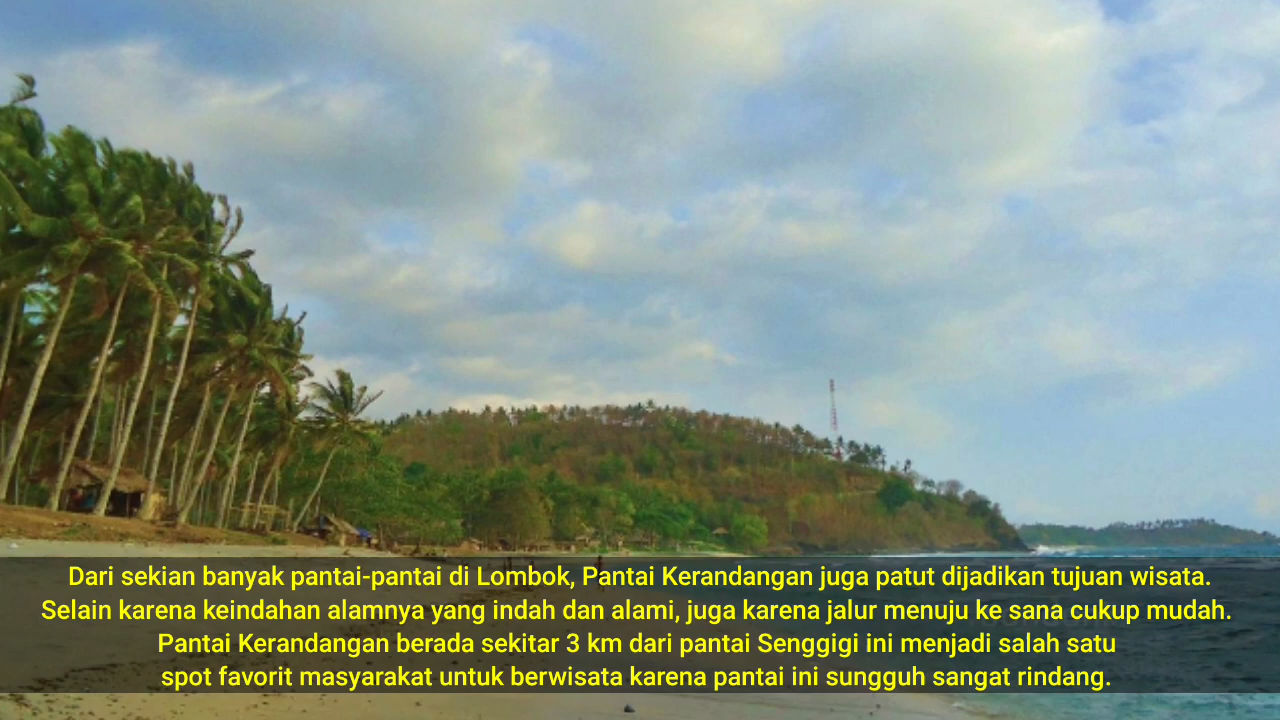 Dari sekian banyak pantai-pantai di Lombok, Pantai Kerandangan juga patut dijadikan tujuan wisata.
Selain karena keindahan alamnya yang indah dan alami, juga karena jalur menuju ke sana cukup mudah.
Pantai Kerandangan berada sekitar 3 km dari pantai Senggigi ini menjadi salah satu
spot favorit masyarakat untuk berwisata karena pantai ini sungguh sangat rindang.